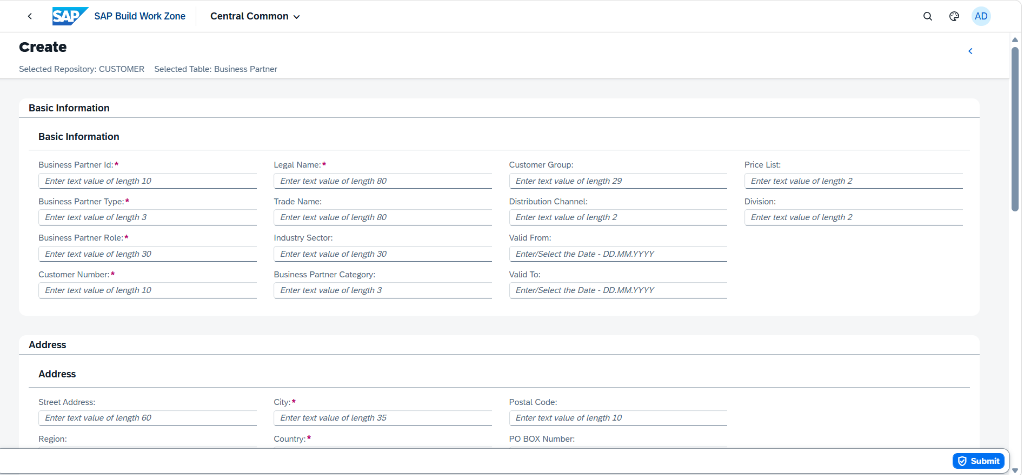 SAP SAP Build Work Zone Central Common AD
Create
Selected Repository: CUSTOMER Selected Table: Business Partner
Basic Information
Basic Information
Business Partner Id:* Legal Name:* Customer Group: Price List:
Enter text value of length 10 Enter text value of length 80 Enter text value of length 29 Enter text value of length 2
Business Partner Type:* Trade Name: Distribution Channel: Division:
Enter text value of length 3 Enter text value of length 80 Enter text value of length 2 Enter text value of length 2
Business Partner Role:* Industry Sector: Valid From:
Enter text value of length 30 Enter text value of length 30 Enter/Select the Date - DD.MM.YYYY
Customer Number:* Business Partner Category: Valid To:
Enter text value of length 10 Enter text value of length 3 Enter/Select the Date - DD.MM.YYYY
Address
Address
Street Address: City:* Postal Code:
Enter text value of length 60 Enter text value of length 35 Enter text value of length 10
Region: Country:* PO BOX Number:
Submit